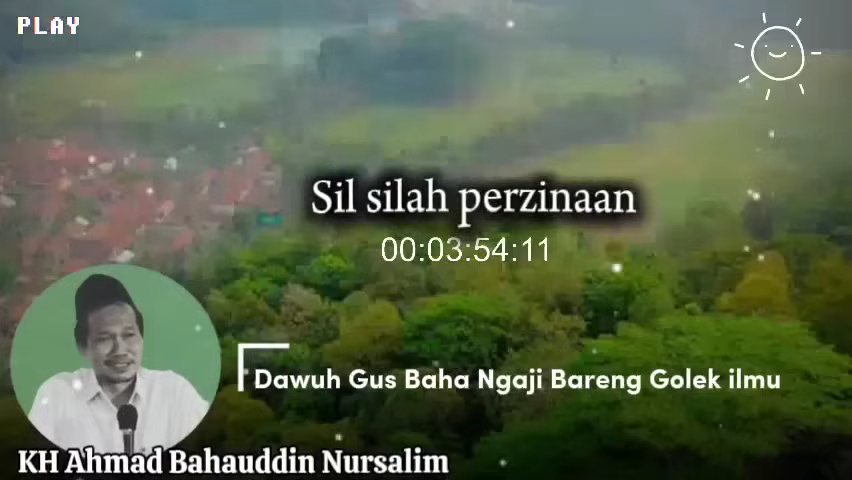 PLAY
Sil silah perzinaan
00:03:54:11
Dawuh Gus Baha Ngaji Bareng Golek ilmu
KH Ahmad Bahauddin Nursalim